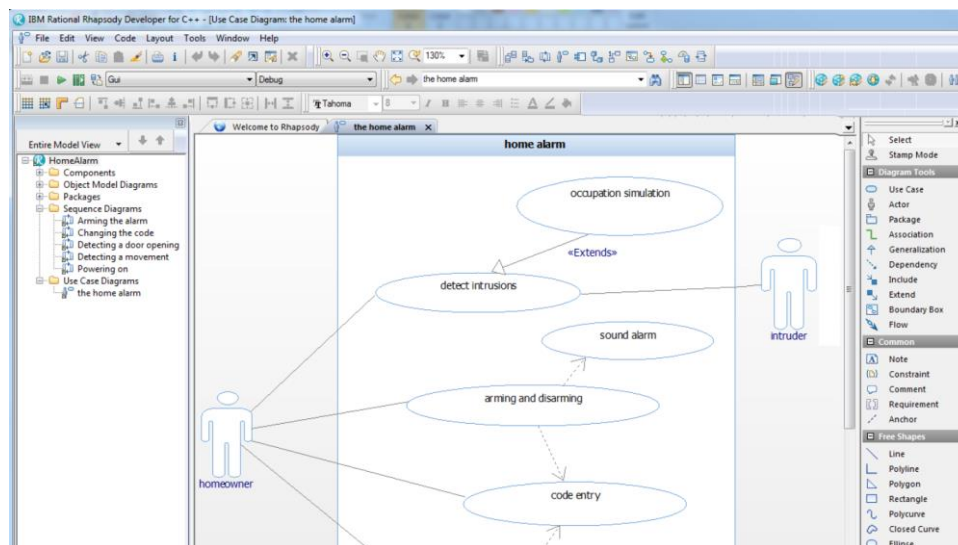 IBM Rational Rhapsody Developer for C++ - [Use Case Diagram: the home alarm]
File Edit View Code Layout Tools Window Help
130%
Gui Debug the home alarm
Tahoma 8
Welcome to Rhapsody the home alarm X
Entire Model View
HomeAlarm
Components
Object Model Diagrams
Packages
Sequence Diagrams
Arming the alarm
Changing the code
Detecting a door opening
Detecting a movement
Powering on
Use Case Diagrams
the home alarm
home alarm
occupation simulation
«Extends»
detect intrusions
intruder
sound alarm
arming and disarming
homeowner
code entry
Select
Stamp Mode
Diagram Tools
Use Case
Actor
Package
Association
Generalization
Dependency
Include
Extend
Boundary Box
Flow
Common
Note
Constraint
Comment
Requirement
Anchor
Free Shapes
Line
Polyline
Polygon
Rectangle
Polycurve
Closed Curve
Ellipse